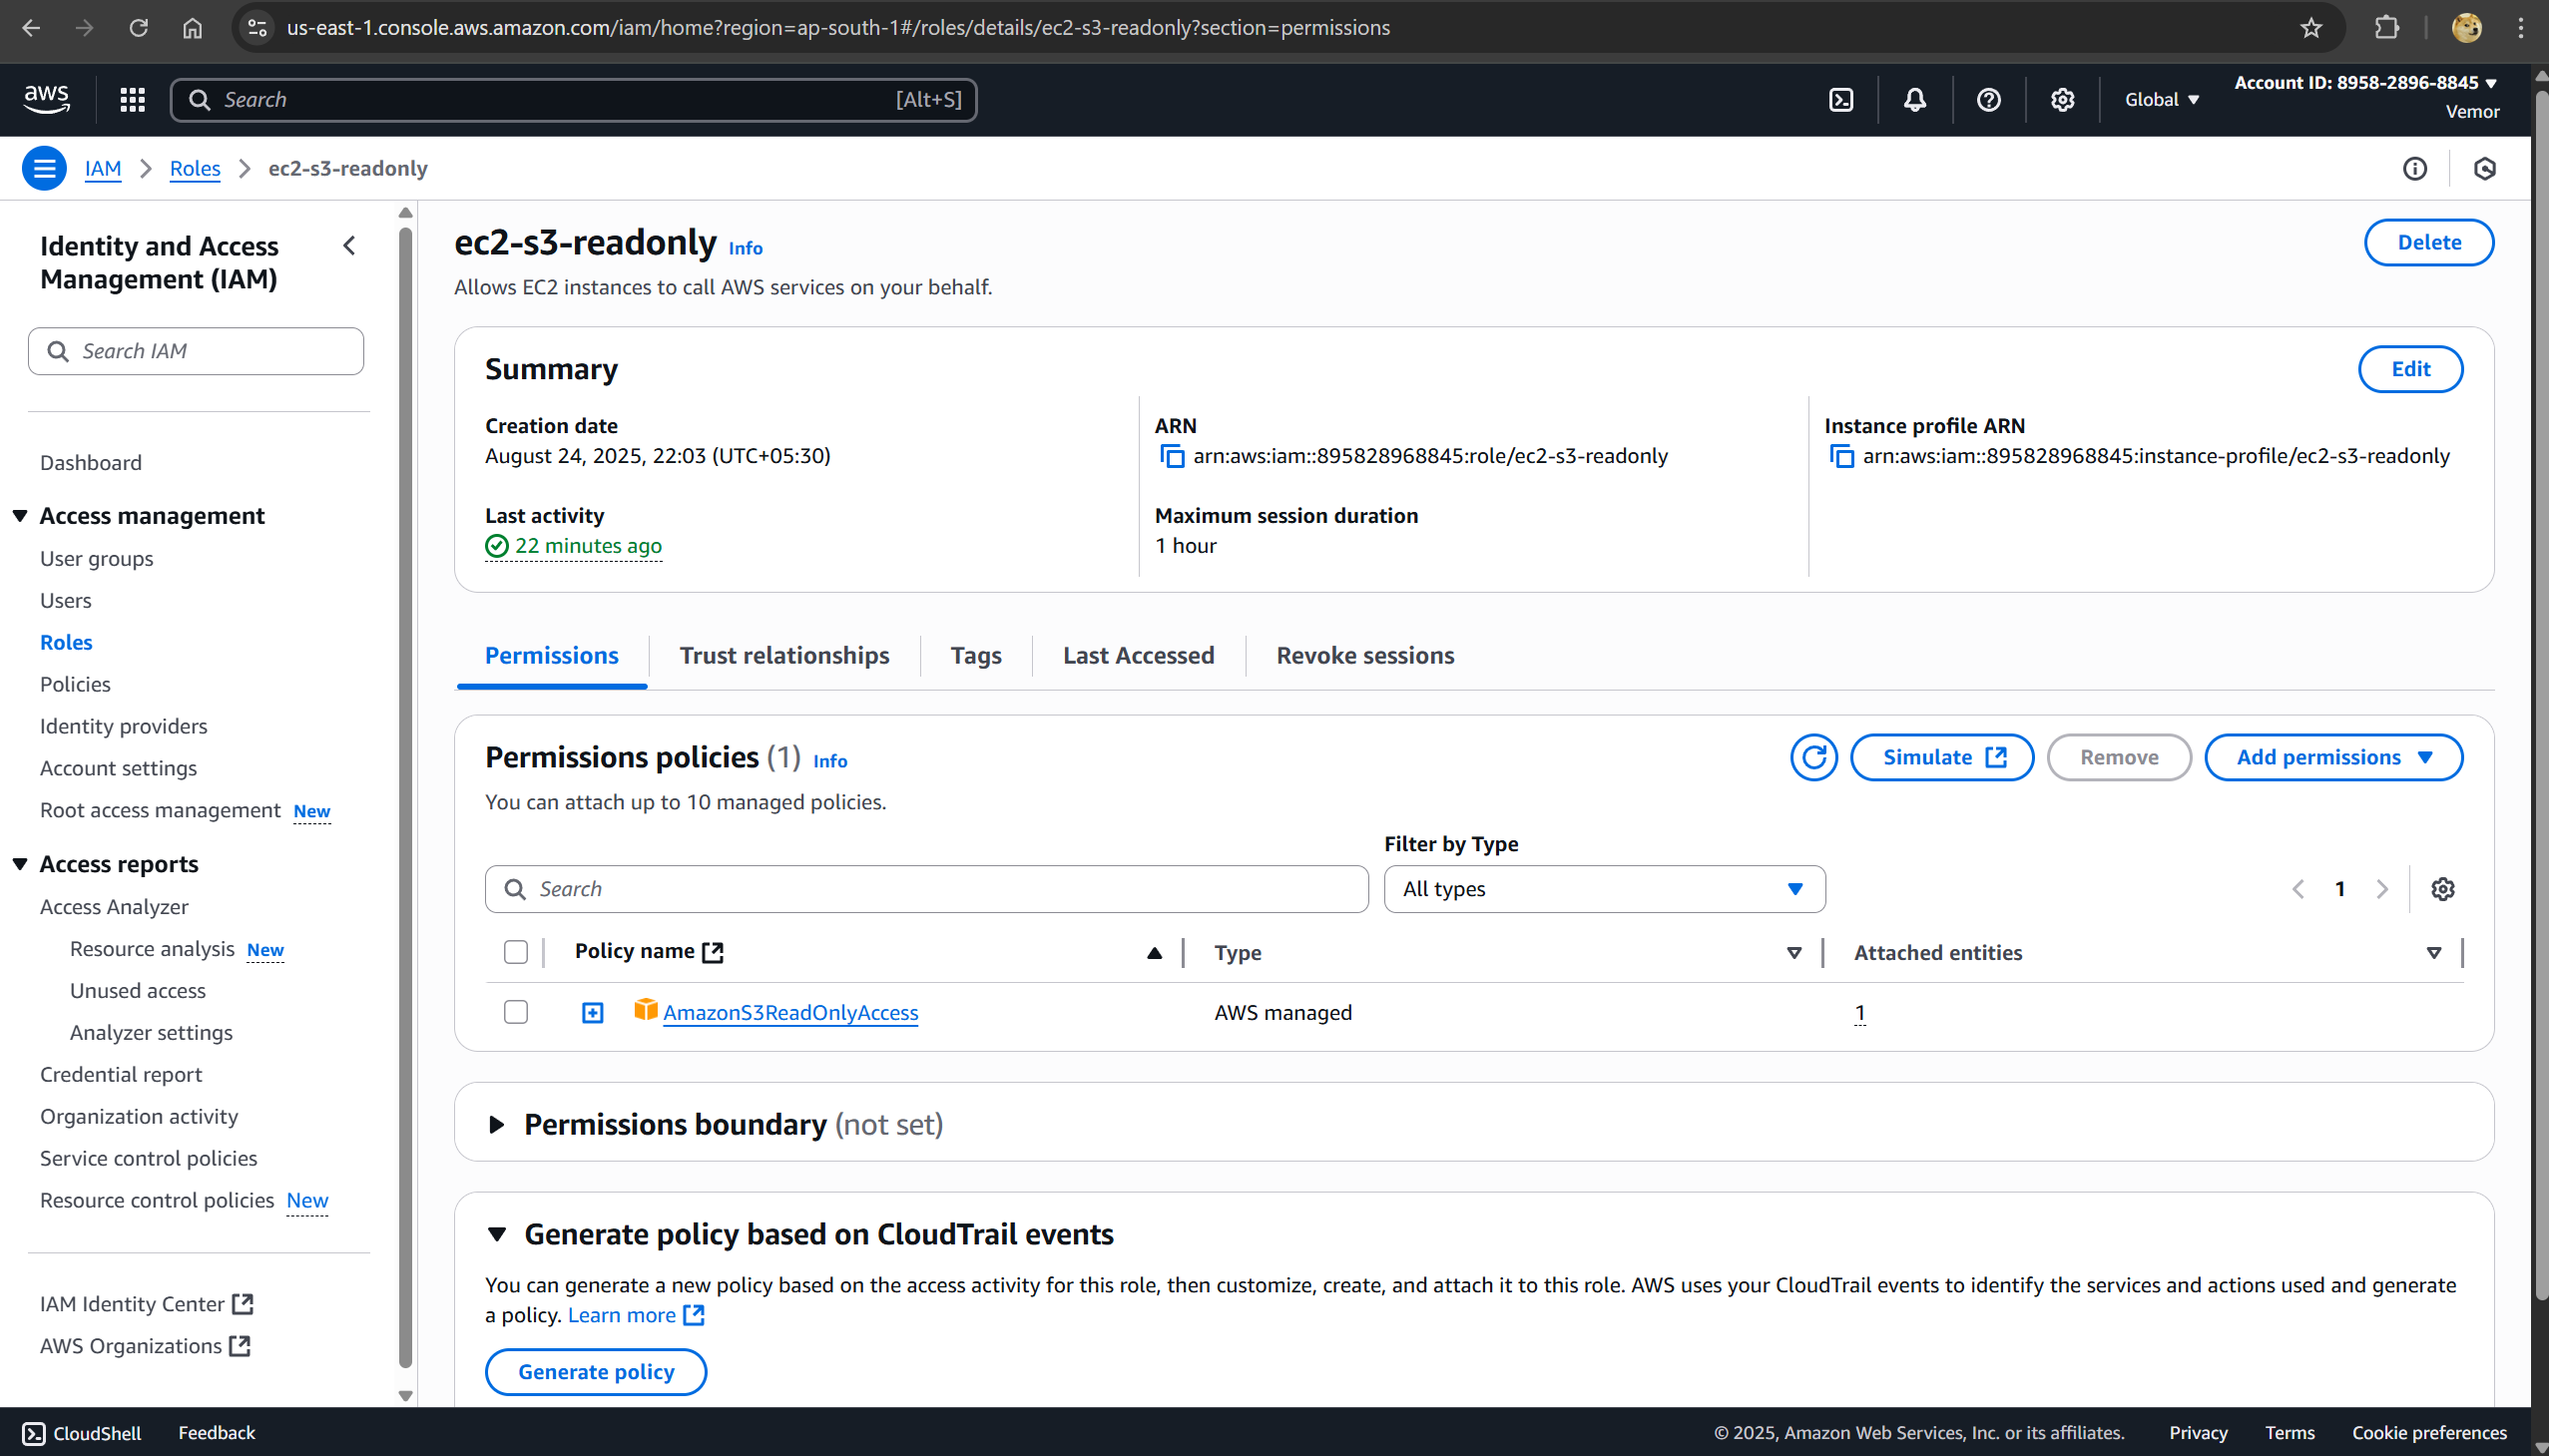 us-east-1.console.aws.amazon.com/iam/home?region=ap-south-1#/roles/details/ec2-s3-readonly?section=permissions
aws
Search
[Alt+S]
Global
Account ID: 8958-2896-8845
Vemor
IAM
Roles
ec2-s3-readonly
Identity and Access
Management (IAM)
Search IAM
Dashboard
Access management
User groups
Users
Roles
Policies
Identity providers
Account settings
Root access management New
Access reports
Access Analyzer
Resource analysis New
Unused access
Analyzer settings
Credential report
Organization activity
Service control policies
Resource control policies New
IAM Identity Center
AWS Organizations
ec2-s3-readonly Info
Delete
Allows EC2 instances to call AWS services on your behalf.
Summary
Edit
Creation date
August 24, 2025, 22:03 (UTC+05:30)
Last activity
22 minutes ago
ARN
arn:aws:iam::895828968845:role/ec2-s3-readonly
Maximum session duration
1 hour
Instance profile ARN
arn:aws:iam::895828968845:instance-profile/ec2-s3-readonly
Permissions
Trust relationships
Tags
Last Accessed
Revoke sessions
Permissions policies (1) Info
Simulate
Remove
Add permissions
You can attach up to 10 managed policies.
Filter by Type
Search
All types
1
Policy name
Type
Attached entities
AmazonS3ReadOnlyAccess
AWS managed
1
Permissions boundary (not set)
Generate policy based on CloudTrail events
You can generate a new policy based on the access activity for this role, then customize, create, and attach it to this role. AWS uses your CloudTrail events to identify the services and actions used and generate
a policy. Learn more
Generate policy
CloudShell
Feedback
© 2025, Amazon Web Services, Inc. or its affiliates.
Privacy
Terms
Cookie preferences